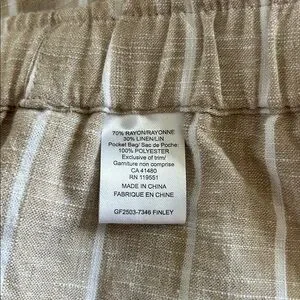 70% RAYON/RAYONNE
30% LINEN/LIN
Pocket Bag/ Sac de Poche:
100% POLYESTER
Exclusive of trim/
Garniture non comprise
CA 41480
RN 119551
MADE IN CHINA
FABRIQUE EN CHINE
GF2503-7346 FINLEY